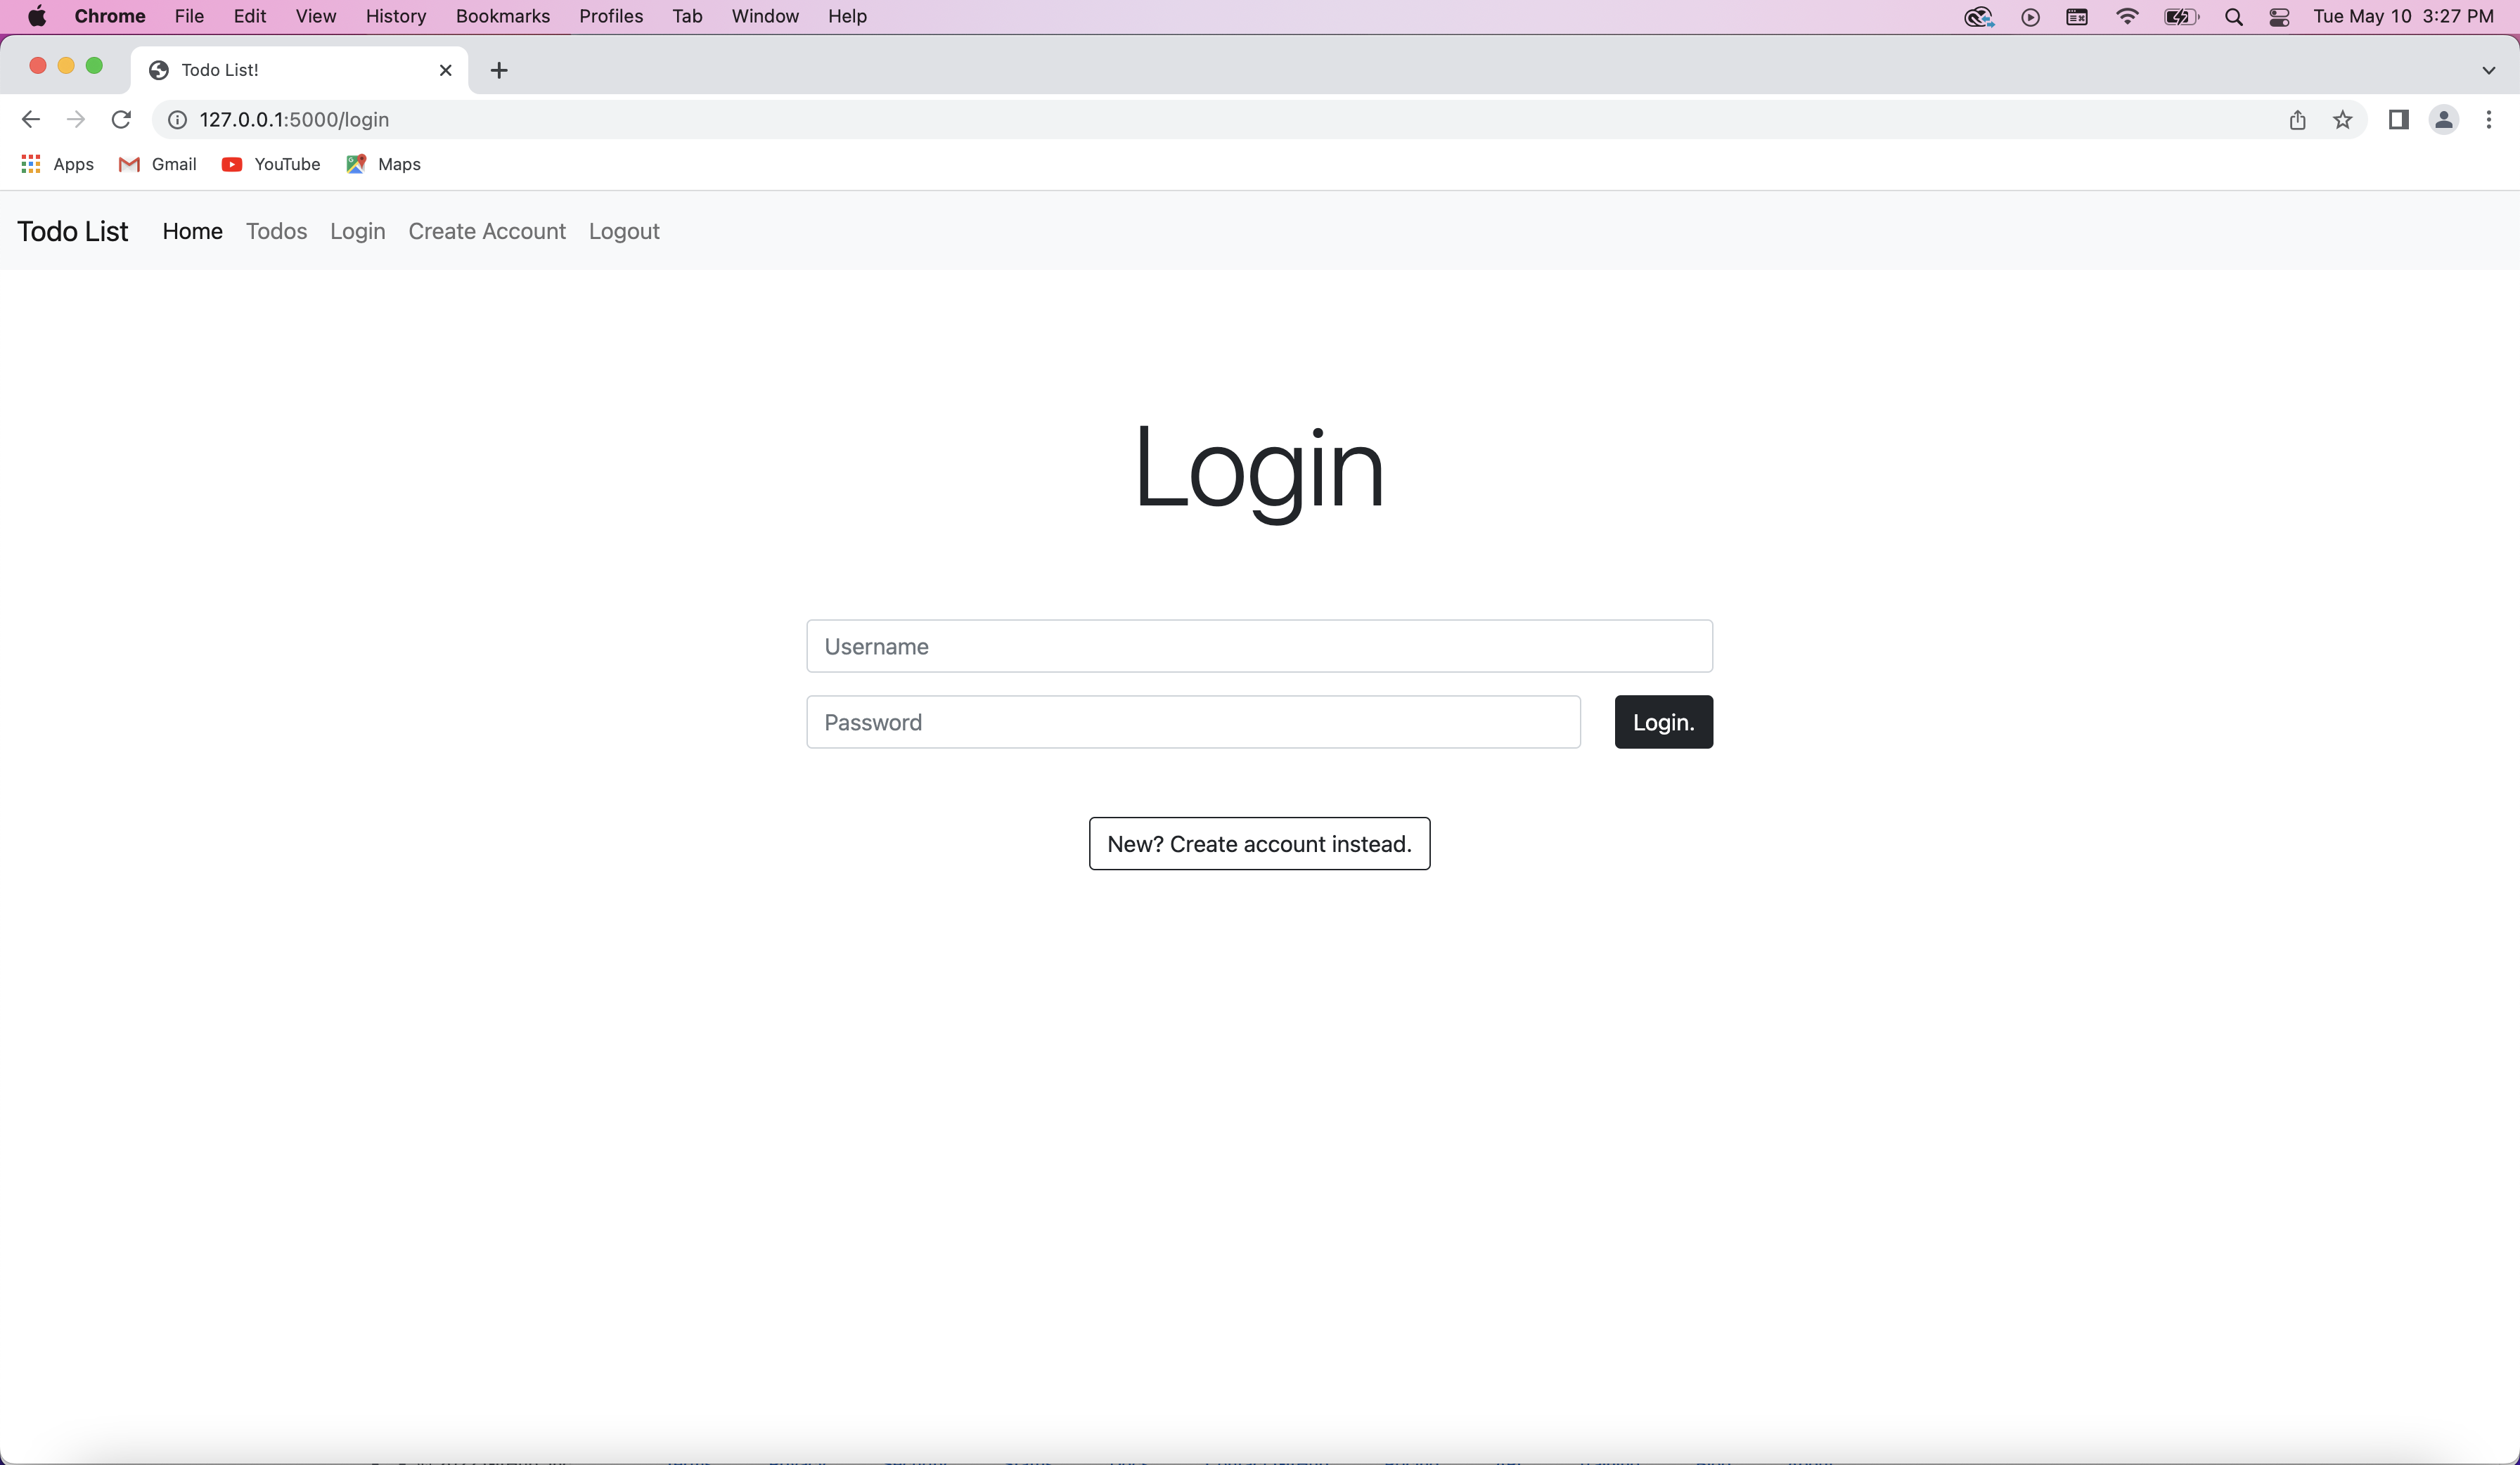 Chrome File Edit View History Bookmarks Profiles Tab Window Help Tue May 10 3:27 PM
Todo List!
127.0.0.1:5000/login
Apps Gmail YouTube Maps
Todo List Home Todos Login Create Account Logout
Login
Username
Password Login.
New? Create account instead.